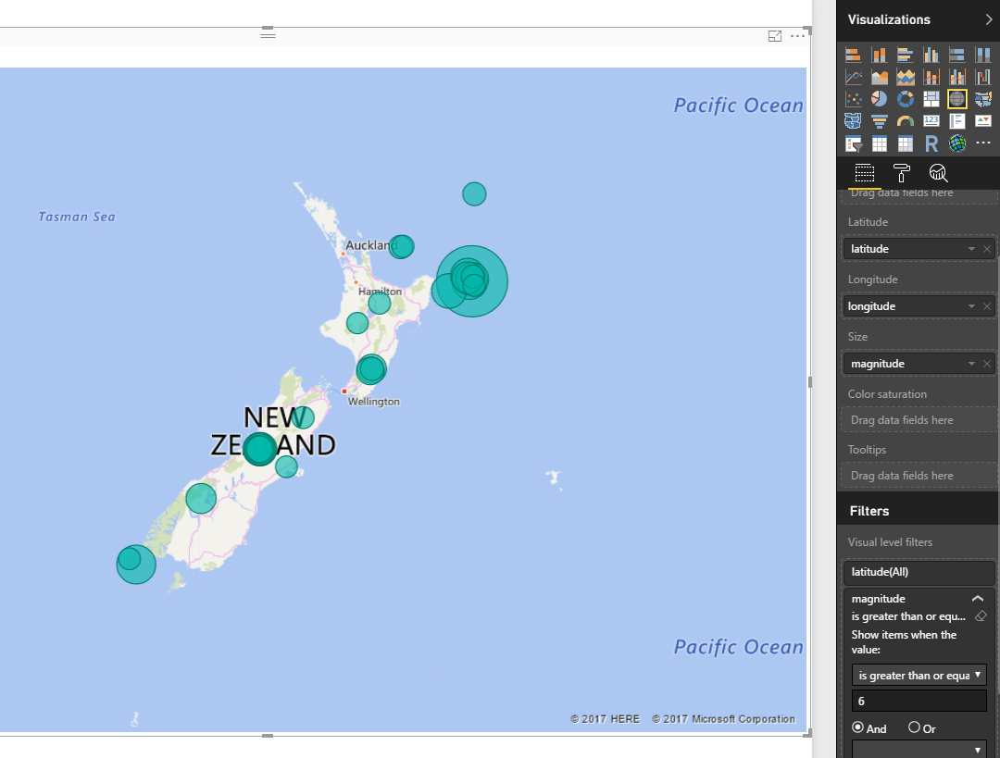 Visualizations
Pacific Ocean
Tasman Sea
Auckland
Hamilton
Wellington
NEW
ZE AND
Pacific Ocean
© 2017 HERE © 2017 Microsoft Corporation
123
R
Drag data fields here
Latitude
latitude
Longitude
longitude
Size
magnitude
Color saturation
Drag data fields here
Tooltips
Drag data fields here
Filters
Visual level filters
latitude(All)
magnitude
is greater than or equ...
Show items when the
value:
is greater than or equa
6
And Or